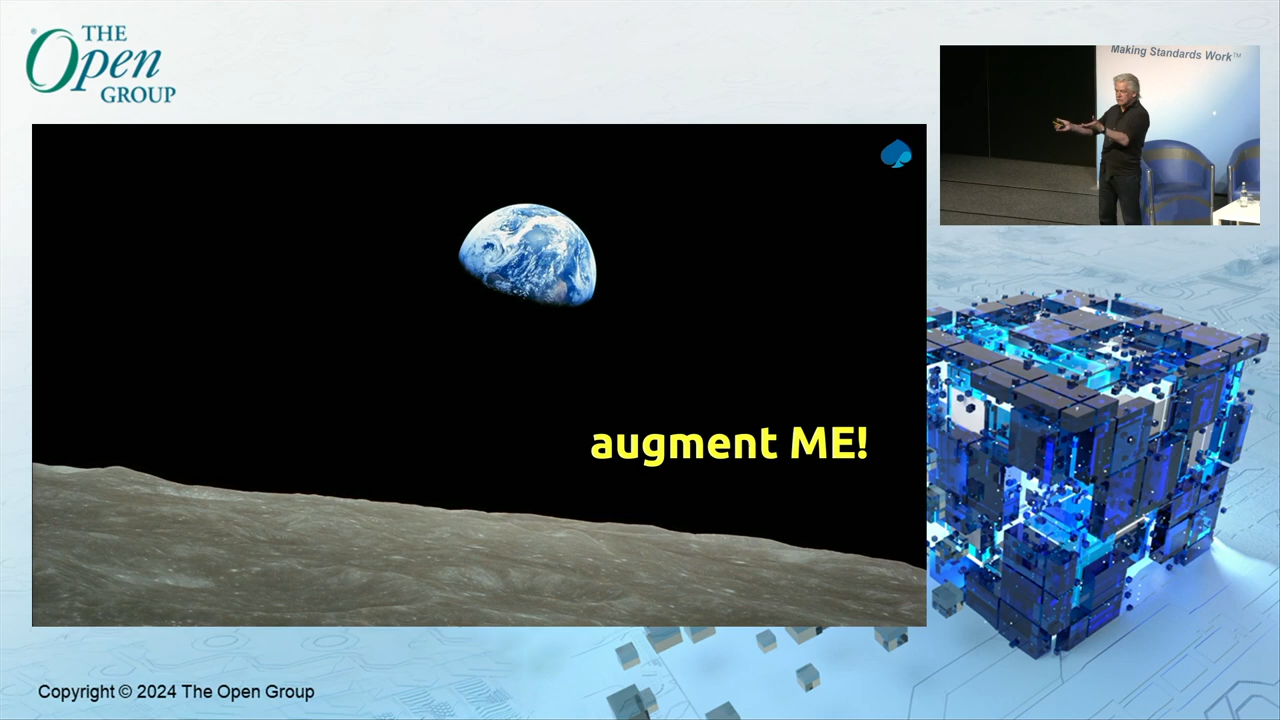 THE
Open
GROUP
Making Standards Work™
augment ME!
Copyright © 2024 The Open Group